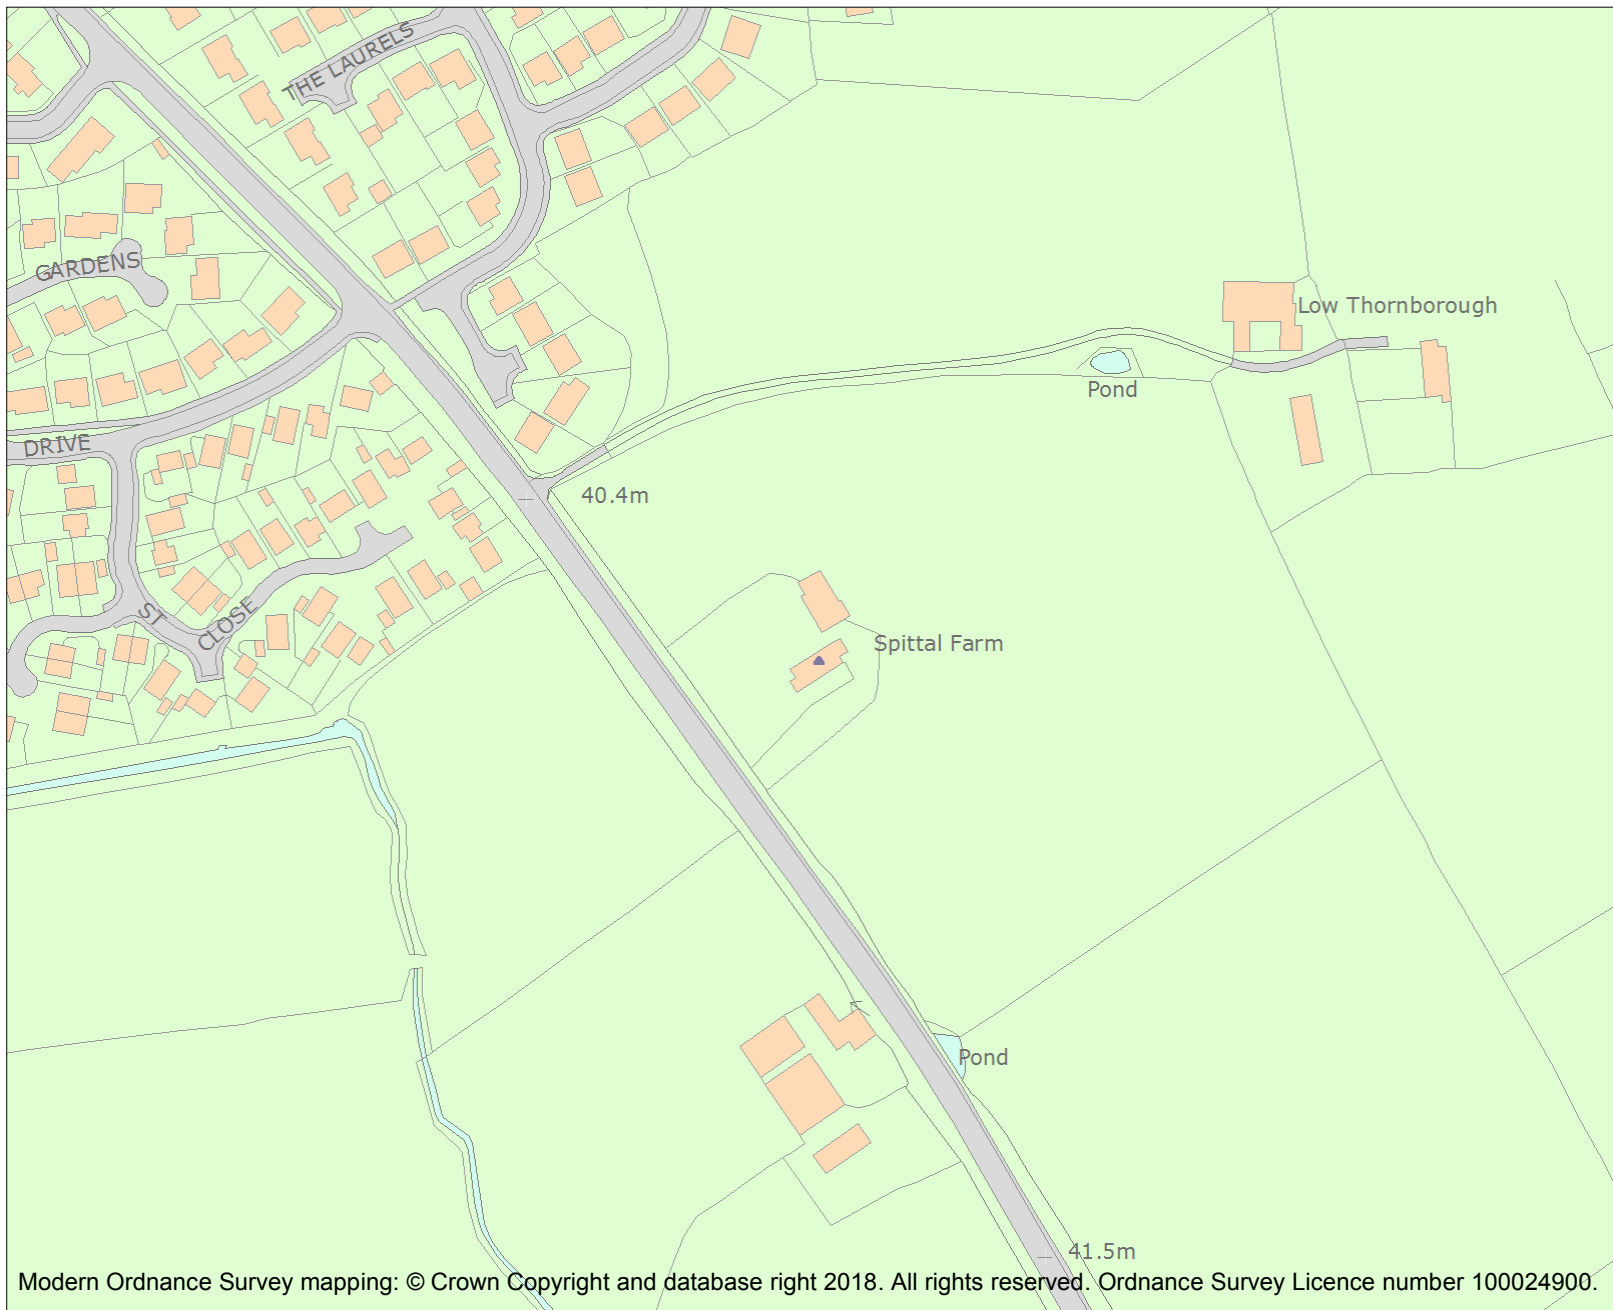 THE LAURELS
GARDENS
Low Thornborough
Pond
DRIVE
40.4m
ST
CLOSE
Spittal Farm
Pond
41.5m
Modern Ordnance Survey mapping: © Crown Copyright and database right 2018. All rights reserved. Ordnance Survey Licence number 100024900.